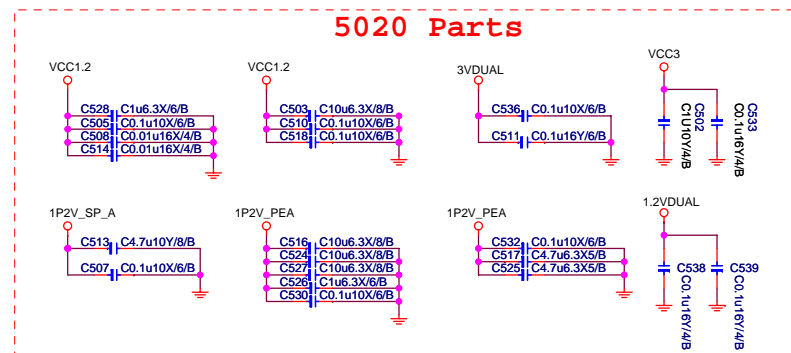 5020 Parts
VCC1.2
C528 C1u6.3X/6/B
C505 C0.1u10X/6/B
C508 C0.01u16X/4/B
C514 C0.01u16X/4/B
VCC1.2
C503 C10u6.3X/8/B
C510 C0.1u10X/6/B
C518 C0.1u10X/6/B
3VDUAL
C536 C0.1u10X/6/B
C511 C0.1u16Y/6/B
VCC3
C502
C1U10Y/4/B
C533
C0.1u16Y/4/B
1P2V_SP_A
C513 C4.7u10Y/8/B
C507 C0.1u10X/6/B
1P2V_PEA
C516 C10u6.3X/8/B
C524 C10u6.3X/8/B
C527 C10u6.3X/8/B
C526 C1u6.3X/6/B
C530 C0.1u10X/6/B
1P2V_PEA
C532 C0.1u10X/6/B
C517 C4.7u6.3X5/B
C525 C4.7u6.3X5/B
1.2VDUAL
C538
C0.1u16Y/4/B
C539
C0.1u16Y/4/B